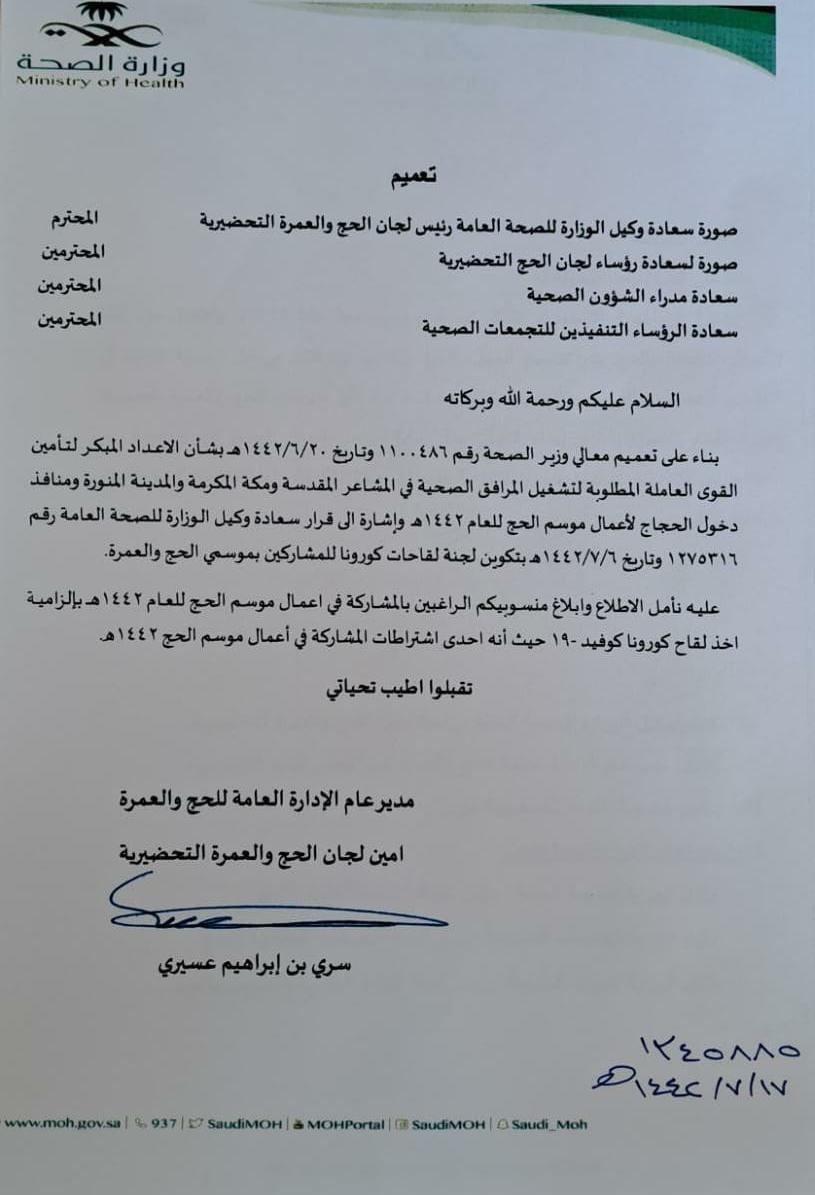 وزارة الصحة
Ministry of Health
تعميم
صورة سعادة وكيل الوزارة للصحة العامة رئيس لجان الحج والعمرة التحضيرية المحترم
صورة لسعادة رؤساء لجان الحج التحضيرية المحترمين
سعادة مدراء الشؤون الصحية المحترمين
سعادة الرؤساء التنفيذين للتجمعات الصحية المحترمين
السلام عليكم ورحمة الله وبركاته
بناء على تعميم معالي وزير الصحة رقم ١١٠٠٤٨٦ وتاريخ ١٤٤٢/٦/٢٠هـ بشأن الاعداد المبكر لتأمين
القوى العاملة المطلوبة لتشغيل المرافق الصحية في المشاعر المقدسة ومكة المكرمة والمدينة المنورة ومنافذ
دخول الحجاج لأعمال موسم الحج للعام ١٤٤٢هـ وإشارة الى قرار سعادة وكيل الوزارة للصحة العامة رقم
١٢٧٥٣١٦ وتاريخ ١٤٤٢/٧/٦هـ بتكوين لجنة لقاحات كورونا للمشاركين بموسمي الحج والعمرة.
عليه نأمل الاطلاع وابلاغ منسوبيكم الراغبين بالمشاركة في اعمال موسم الحج للعام ١٤٤٢هـ بإلزامية
اخذ لقاح كورونا كوفيد -١٩ حيث أنه احدى اشتراطات المشاركة في أعمال موسم الحج ١٤٤٢هـ.
تقبلوا اطيب تحياتي
مدير عام الإدارة العامة للحج والعمرة
امين لجان الحج والعمرة التحضيرية
سري بن إبراهيم عسيري
١٣٤٥٨٨٥
١٤٤٢/٧/١٧هـ
www.moh.gov.sa | 937 | SaudiMOH | MOHPortal | SaudiMOH | Saudi_Moh